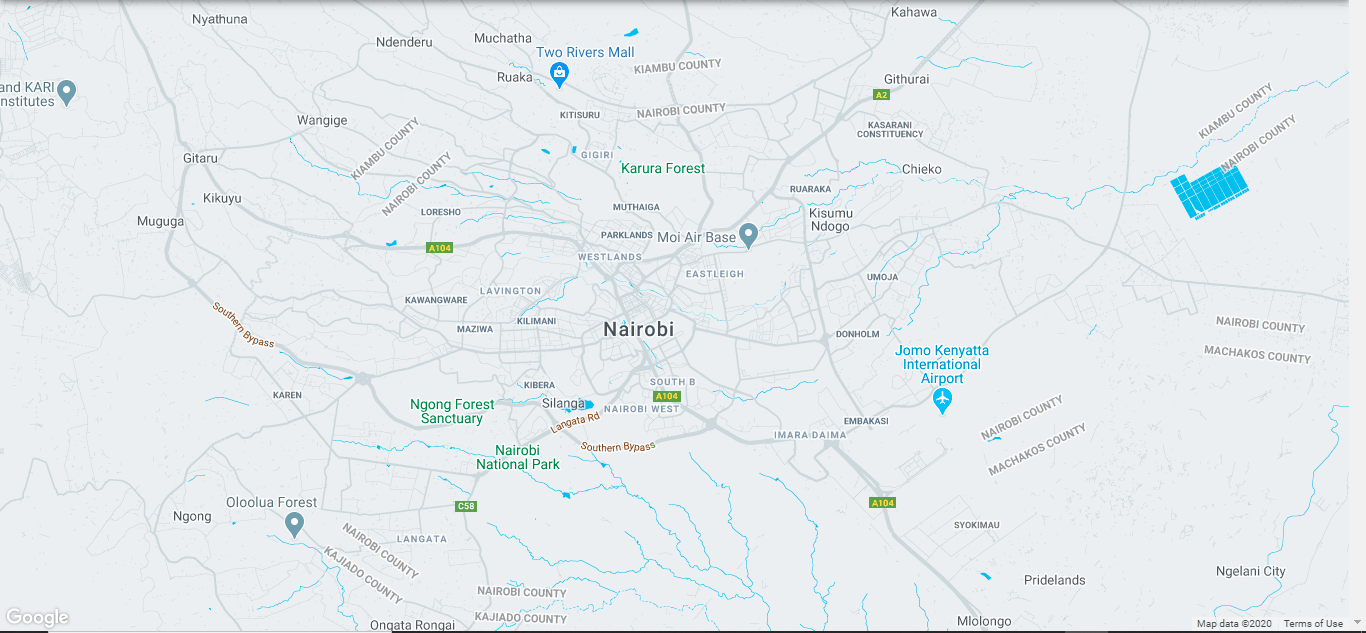 Nyathuna
Kahawa
Ndenderu
Muchatha
Two Rivers Mall
KIAMBU COUNTY
Ruaka
Githurai
and KARI
nstitutes
A2
KITISURU
NAIROBI COUNTY
KIAMBU COUNTY
Wangige
KASARANI
CONSTITUENCY
KIAMBU COUNTY
NAIROBI COUNTY
Gitaru
GIGIRI
Karura Forest
Chieko
NAIROBI COUNTY
Kikuyu
RUARAKA
Muguga
LORESHO
MUTHAIGA
Kisumu
Ndogo
PARKLANDS
Moi Air Base
A104
WESTLANDS
EASTLEIGH
UMOJA
LAVINGTON
KAWANGWARE
Southern Bypass
KILIMANI
MAZIWA
Nairobi
DONHOLM
NAIROBI COUNTY
MACHAKOS COUNTY
Jomo Kenyatta
International
Airport
KIBERA
SOUTH B
KAREN
A104
Ngong Forest
Sanctuary
Silanga
NAIROBI WEST
Langata Rd
EMBAKASI
NAIROBI COUNTY
IMARA DAIMA
Southern Bypass
MACHAKOS COUNTY
Nairobi
National Park
Oloolua Forest
C58
A104
Ngong
SYOKIMAU
NAIROBI COUNTY
LANGATA
KAJIADO COUNTY
Ngelani City
Pridelands
NAIROBI COUNTY
KAJIADO COUNTY
Google
Ongata Rongai
Mlolongo
Map data ©2020
Terms of Use